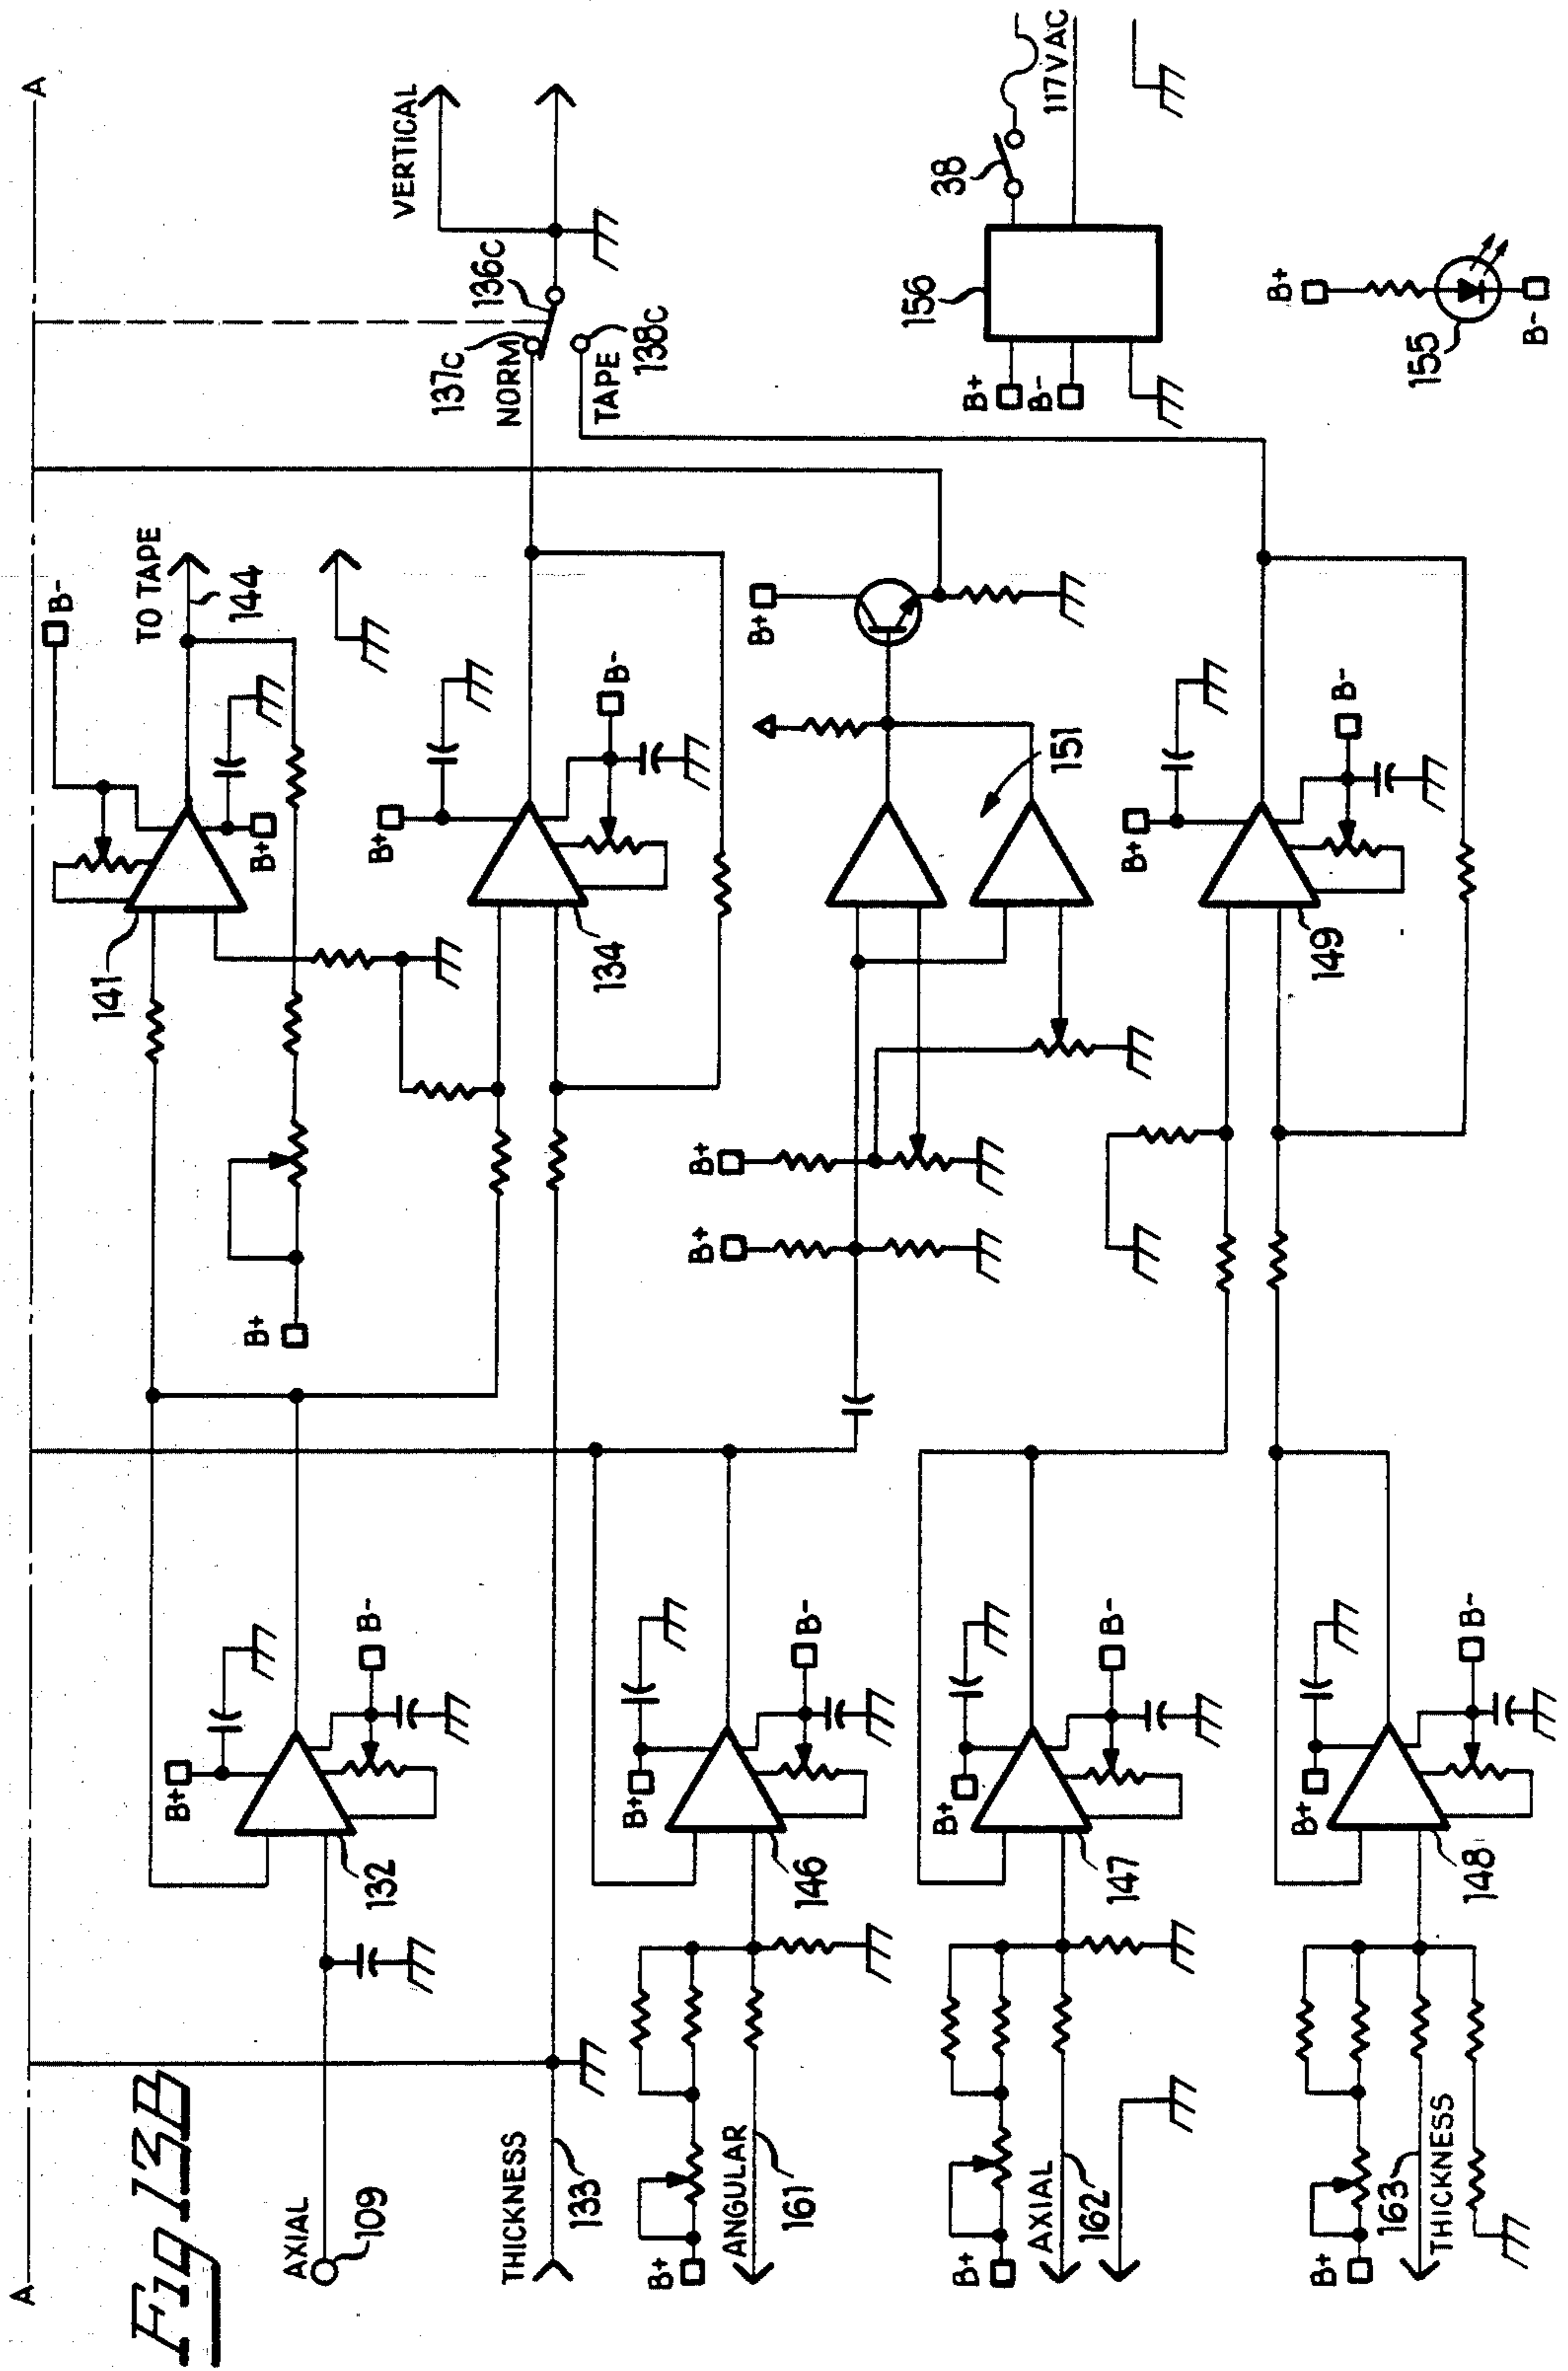 A
A
Fig 13B
B-
TO TAPE
144
141
B+
B+
VERTICAL
136C
137C
NORM
TAPE
138C
B+
B-
134
B+
B-
132
AXIAL
109
THICKNESS
133
B+
B+
B+
151
B+
B-
146
B+
ANGULAR
161
38
117VAC
156
B+
B-
B+
B-
147
B+
AXIAL
162
B+
B-
149
B+
155
B-
B+
B-
148
B+
163
THICKNESS